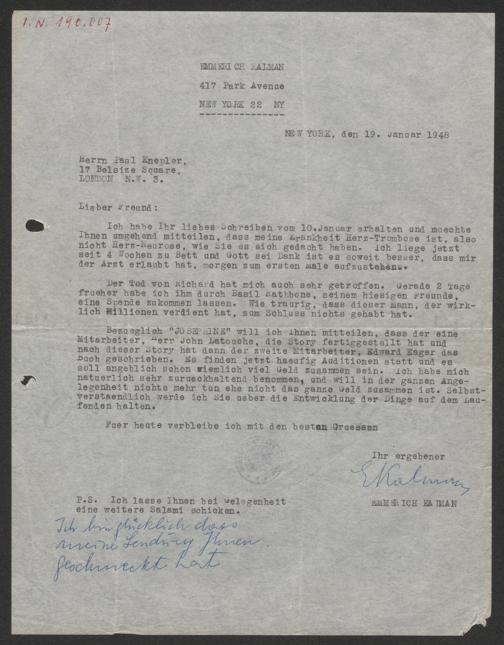 I.N. 190.887
EMMERICH KALMAN
417 Park Avenue
NEW YORK 22 NY
NEW YORK, den 19. Januar 1948
Herrn Paul Knepler,
17 Belsize Square,
LONDON N.W. 3.
Lieber Freund:
Ich habe Ihr liebes Schreiben vom 10.Januar erhalten und moechte
Ihnen umgehend mitteilen, dass meine Krankheit Herz-Trombose ist, also
nicht Herz-Neurose, wie Sie es sich gedacht haben. Ich liege jetzt
seit 4 Wochen zu Bett und Gott sei Dank ist es soweit besser, dass mir
der Arzt erlaubt hat, morgen zum ersten Male aufzustehen.
Der Tod von Richard hat mich auch sehr getroffen. Gerade 2 Tage
frueher habe ich ihm durch Basil Rathbone, seinem hiesigen Freunde,
eine Spende zukommen lassen. Wie traurig, dass dieser Mann, der wirk-
lich Millionen verdient hat, zum Schluss nichts gehabt hat.
Bezueglich "JOSEPHINE" will ich Ihnen mitteilen, dass der eine
Mitarbeiter, Herr John Latouche, die Story fertiggestellt hat und
nach dieser Story hat dann der zweite Mitarbeiter, Edward Eager das
Buch geschrieben. Es finden jetzt haeufig Auditionen statt und es
soll angeblich schon ziemlich viel Geld zusammen sein. Ich habe mich
natuerlich sehr zurueckhaltend benommen, und will in der ganzen Ange-
legenheit nichts mehr tun ehe nicht das ganze Geld zusammen ist. Selbst-
verstaendlich werde ich Sie ueber die Entwicklung der Dinge auf dem Lau-
fenden halten.
Fuer heute verbleibe ich mit den besten Gruessen
Ihr ergebener
EKalman
EMMERICH KALMAN
P.S. Ich lasse Ihnen bei Gelegenheit
eine weitere Salami schicken.
Ich bin glücklich dass
meine Sendung Ihnen
geschmeckt hat